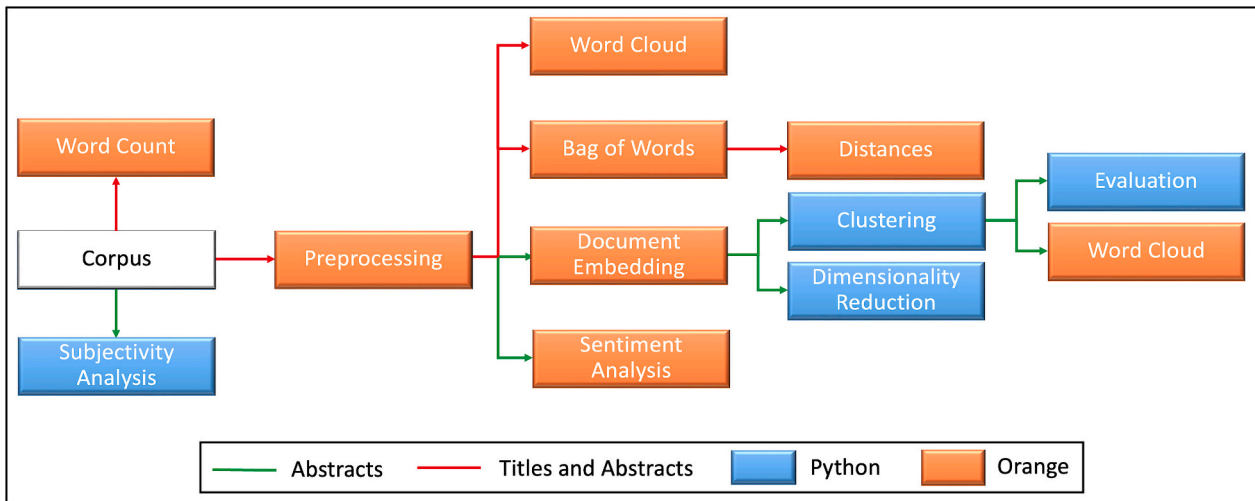 Word Cloud
Word Count
Bag of Words
Distances
Evaluation
Clustering
Corpus
Preprocessing
Document
Embedding
Word Cloud
Dimensionality
Reduction
Subjectivity
Analysis
Sentiment
Analysis
Abstracts
Titles and Abstracts
Python
Orange